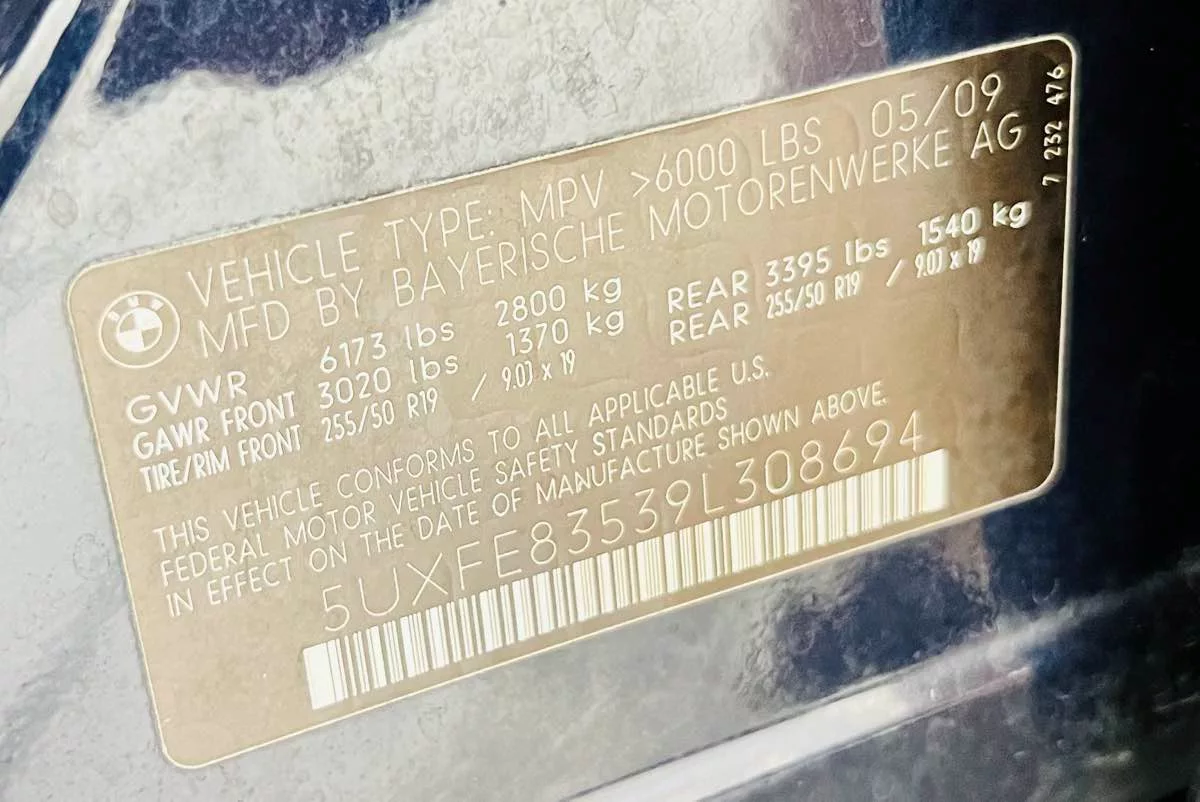 BMW
VEHICLE TYPE: MPV >6000 LBS 05/09
MFD BY BAYERISCHE MOTORENWERKE AG
GVWR 6173 lbs 2800 kg
GAWR FRONT 3020 lbs 1370 kg REAR 3395 lbs 1540 kg
TIRE/RIM FRONT 255/50 R19 / 9.0J x 19 REAR 255/50 R19 / 9.0J x 19
THIS VEHICLE CONFORMS TO ALL APPLICABLE U.S.
FEDERAL MOTOR VEHICLE SAFETY STANDARDS
IN EFFECT ON THE DATE OF MANUFACTURE SHOWN ABOVE.
5UXFE83539L308694
7 232 476